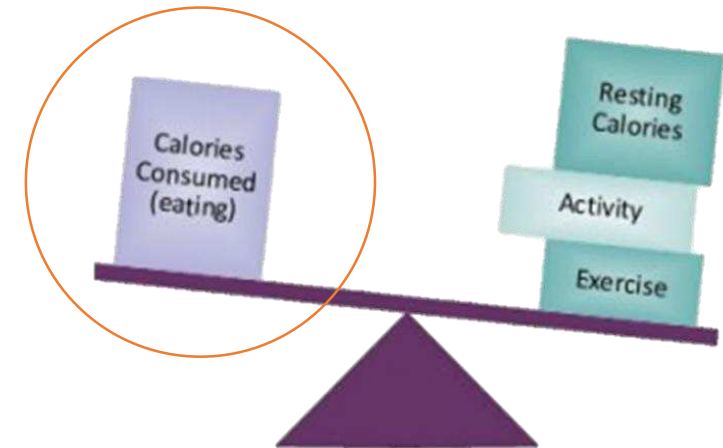 Calories
Consumed
(eating)
Resting
Calories
Activity
Exercise